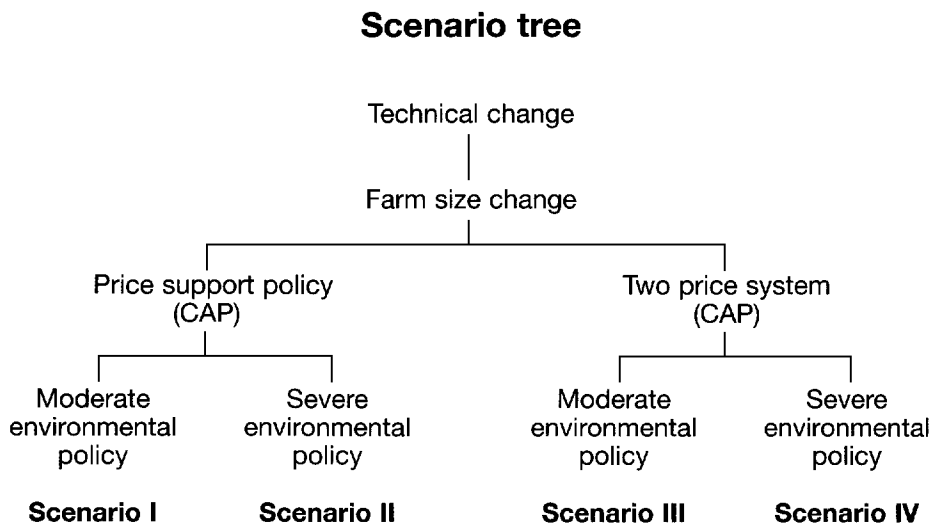 Scenario tree
Technical change
Farm size change
Price support policy
(CAP)
Two price system
(CAP)
Moderate
environmental
policy
Severe
environmental
policy
Moderate
environmental
policy
Severe
environmental
policy
Scenario I
Scenario II
Scenario III
Scenario IV